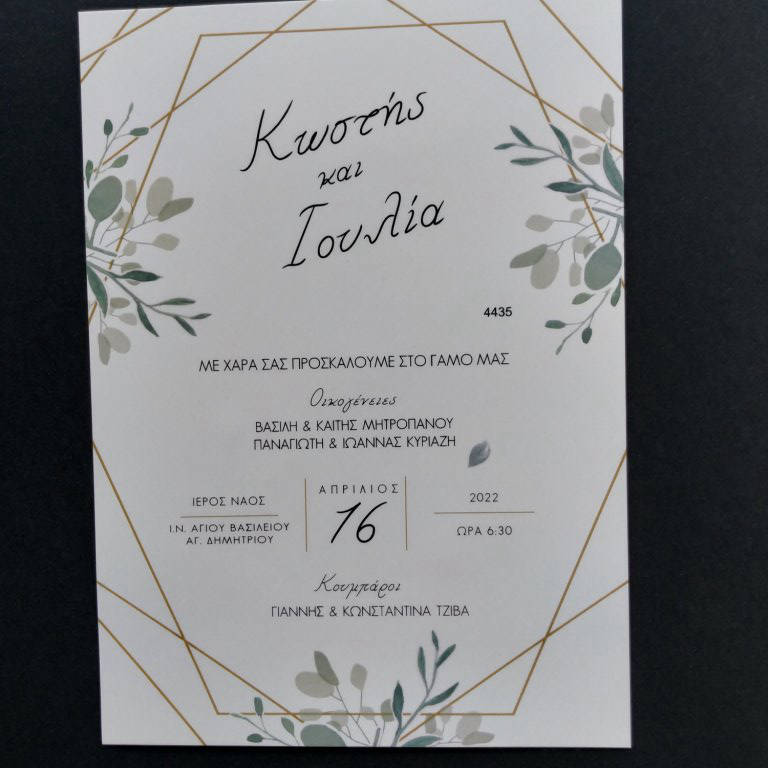 Κωστής
και
Ιουλία
4435
ΜΕ ΧΑΡΑ ΣΑΣ ΠΡΟΣΚΑΛΟΥΜΕ ΣΤΟ ΓΑΜΟ ΜΑΣ
Οικογένειες
ΒΑΣΙΛΗ & ΚΑΙΤΗΣ ΜΗΤΡΟΠΑΝΟΥ
ΠΑΝΑΓΙΩΤΗ & ΙΩΑΝΝΑΣ ΚΥΡΙΑΖΗ
ΙΕΡΟΣ ΝΑΟΣ
Ι.Ν. ΑΓΙΟΥ ΒΑΣΙΛΕΙΟΥ
ΑΓ. ΔΗΜΗΤΡΙΟΥ
ΑΠΡΙΛΙΟΣ
16
2022
ΩΡΑ 6:30
Κουμπάροι
ΓΙΑΝΝΗΣ & ΚΩΝΣΤΑΝΤΙΝΑ ΤΖΙΒΑ